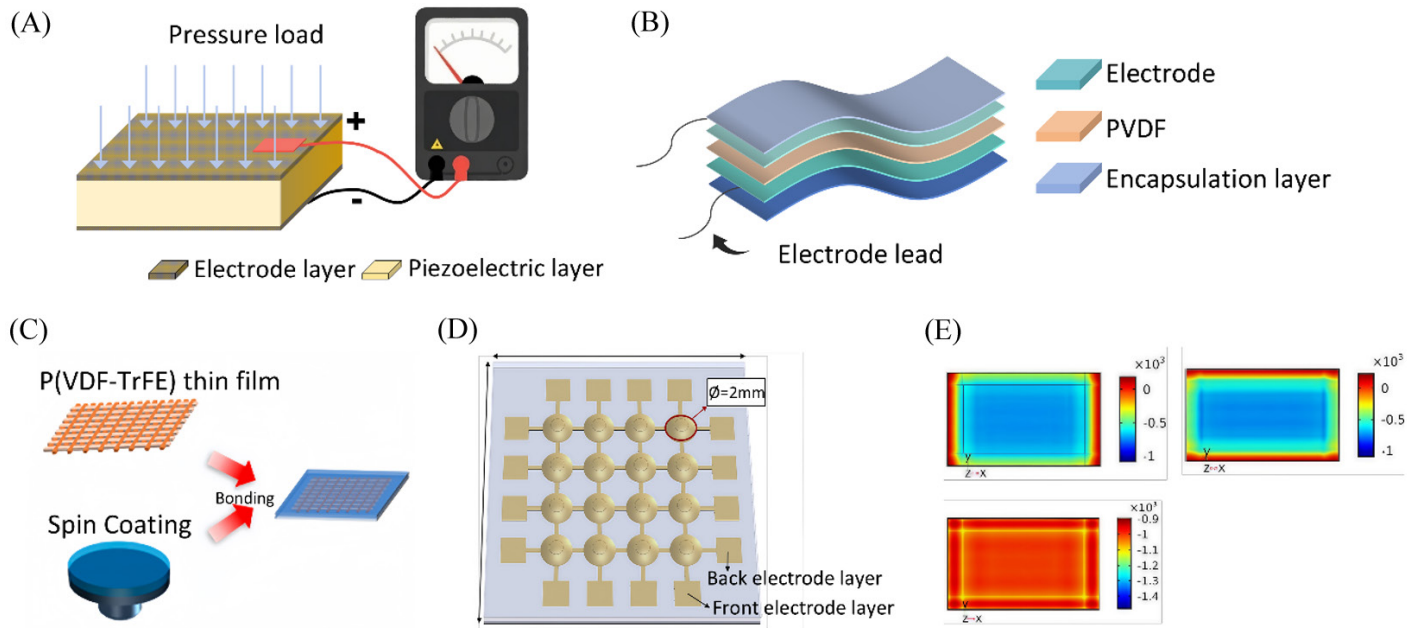 (A)
Pressure load
+
-
Electrode layer
Piezoelectric layer
(B)
Electrode
PVDF
Encapsulation layer
Electrode lead
(C)
P(VDF-TrFE) thin film
Bonding
Spin Coating
(D)
Ø=2mm
Back electrode layer
Front electrode layer
(E)
×10³
0
-0.5
-1
y
z x
×10³
0
-0.5
-1
y
z x
×10³
-0.9
-1
-1.1
-1.2
-1.3
-1.4
y
z x